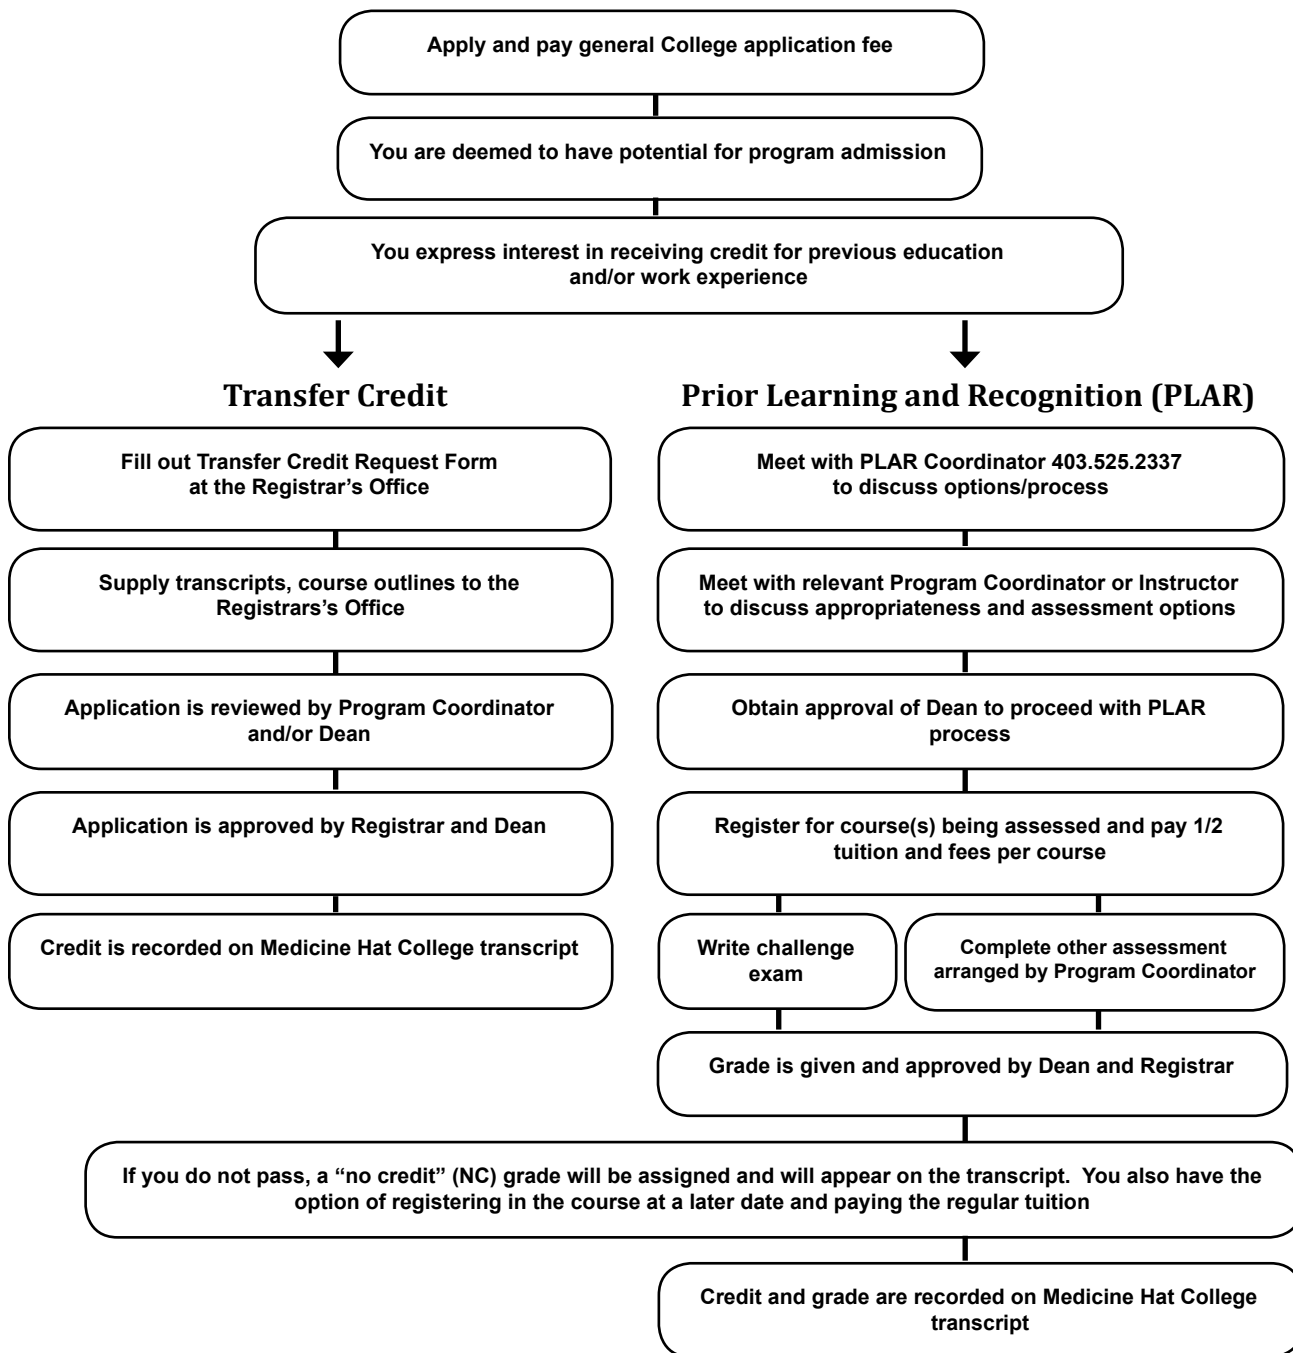 Apply and pay general College application fee
You are deemed to have potential for program admission
You express interest in receiving credit for previous education
and/or work experience
Transfer Credit
Fill out Transfer Credit Request Form
at the Registrar’s Office
Supply transcripts, course outlines to the
Registrars’s Office
Application is reviewed by Program Coordinator
and/or Dean
Application is approved by Registrar and Dean
Credit is recorded on Medicine Hat College transcript
Prior Learning and Recognition (PLAR)
Meet with PLAR Coordinator 403.525.2337
to discuss options/process
Meet with relevant Program Coordinator or Instructor
to discuss appropriateness and assessment options
Obtain approval of Dean to proceed with PLAR
process
Register for course(s) being assessed and pay 1/2
tuition and fees per course
Write challenge
exam
Complete other assessment
arranged by Program Coordinator
Grade is given and approved by Dean and Registrar
If you do not pass, a “no credit” (NC) grade will be assigned and will appear on the transcript.  You also have the
option of registering in the course at a later date and paying the regular tuition
Credit and grade are recorded on Medicine Hat College
transcript